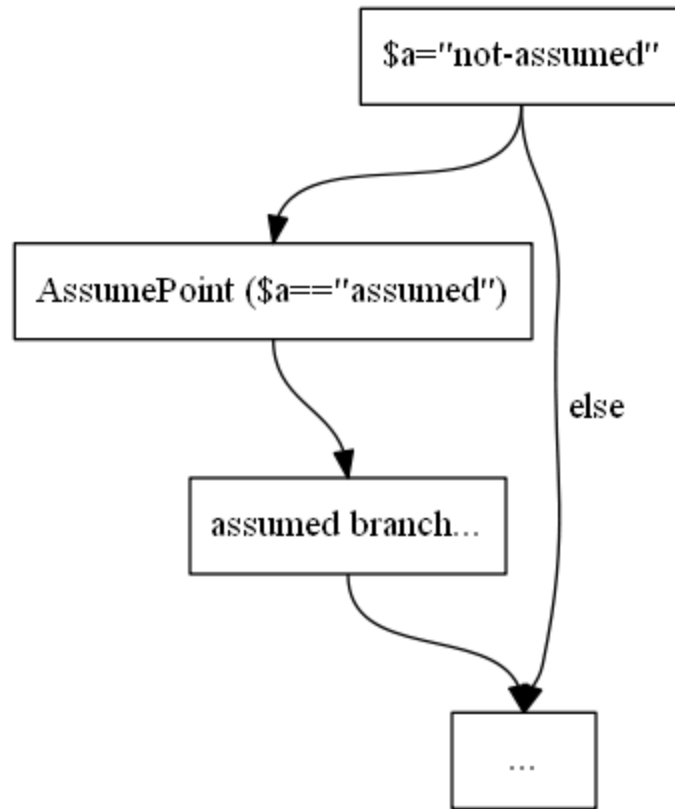 $a="not-assumed"
AssumePoint ($a=="assumed")
else
assumed branch...
...